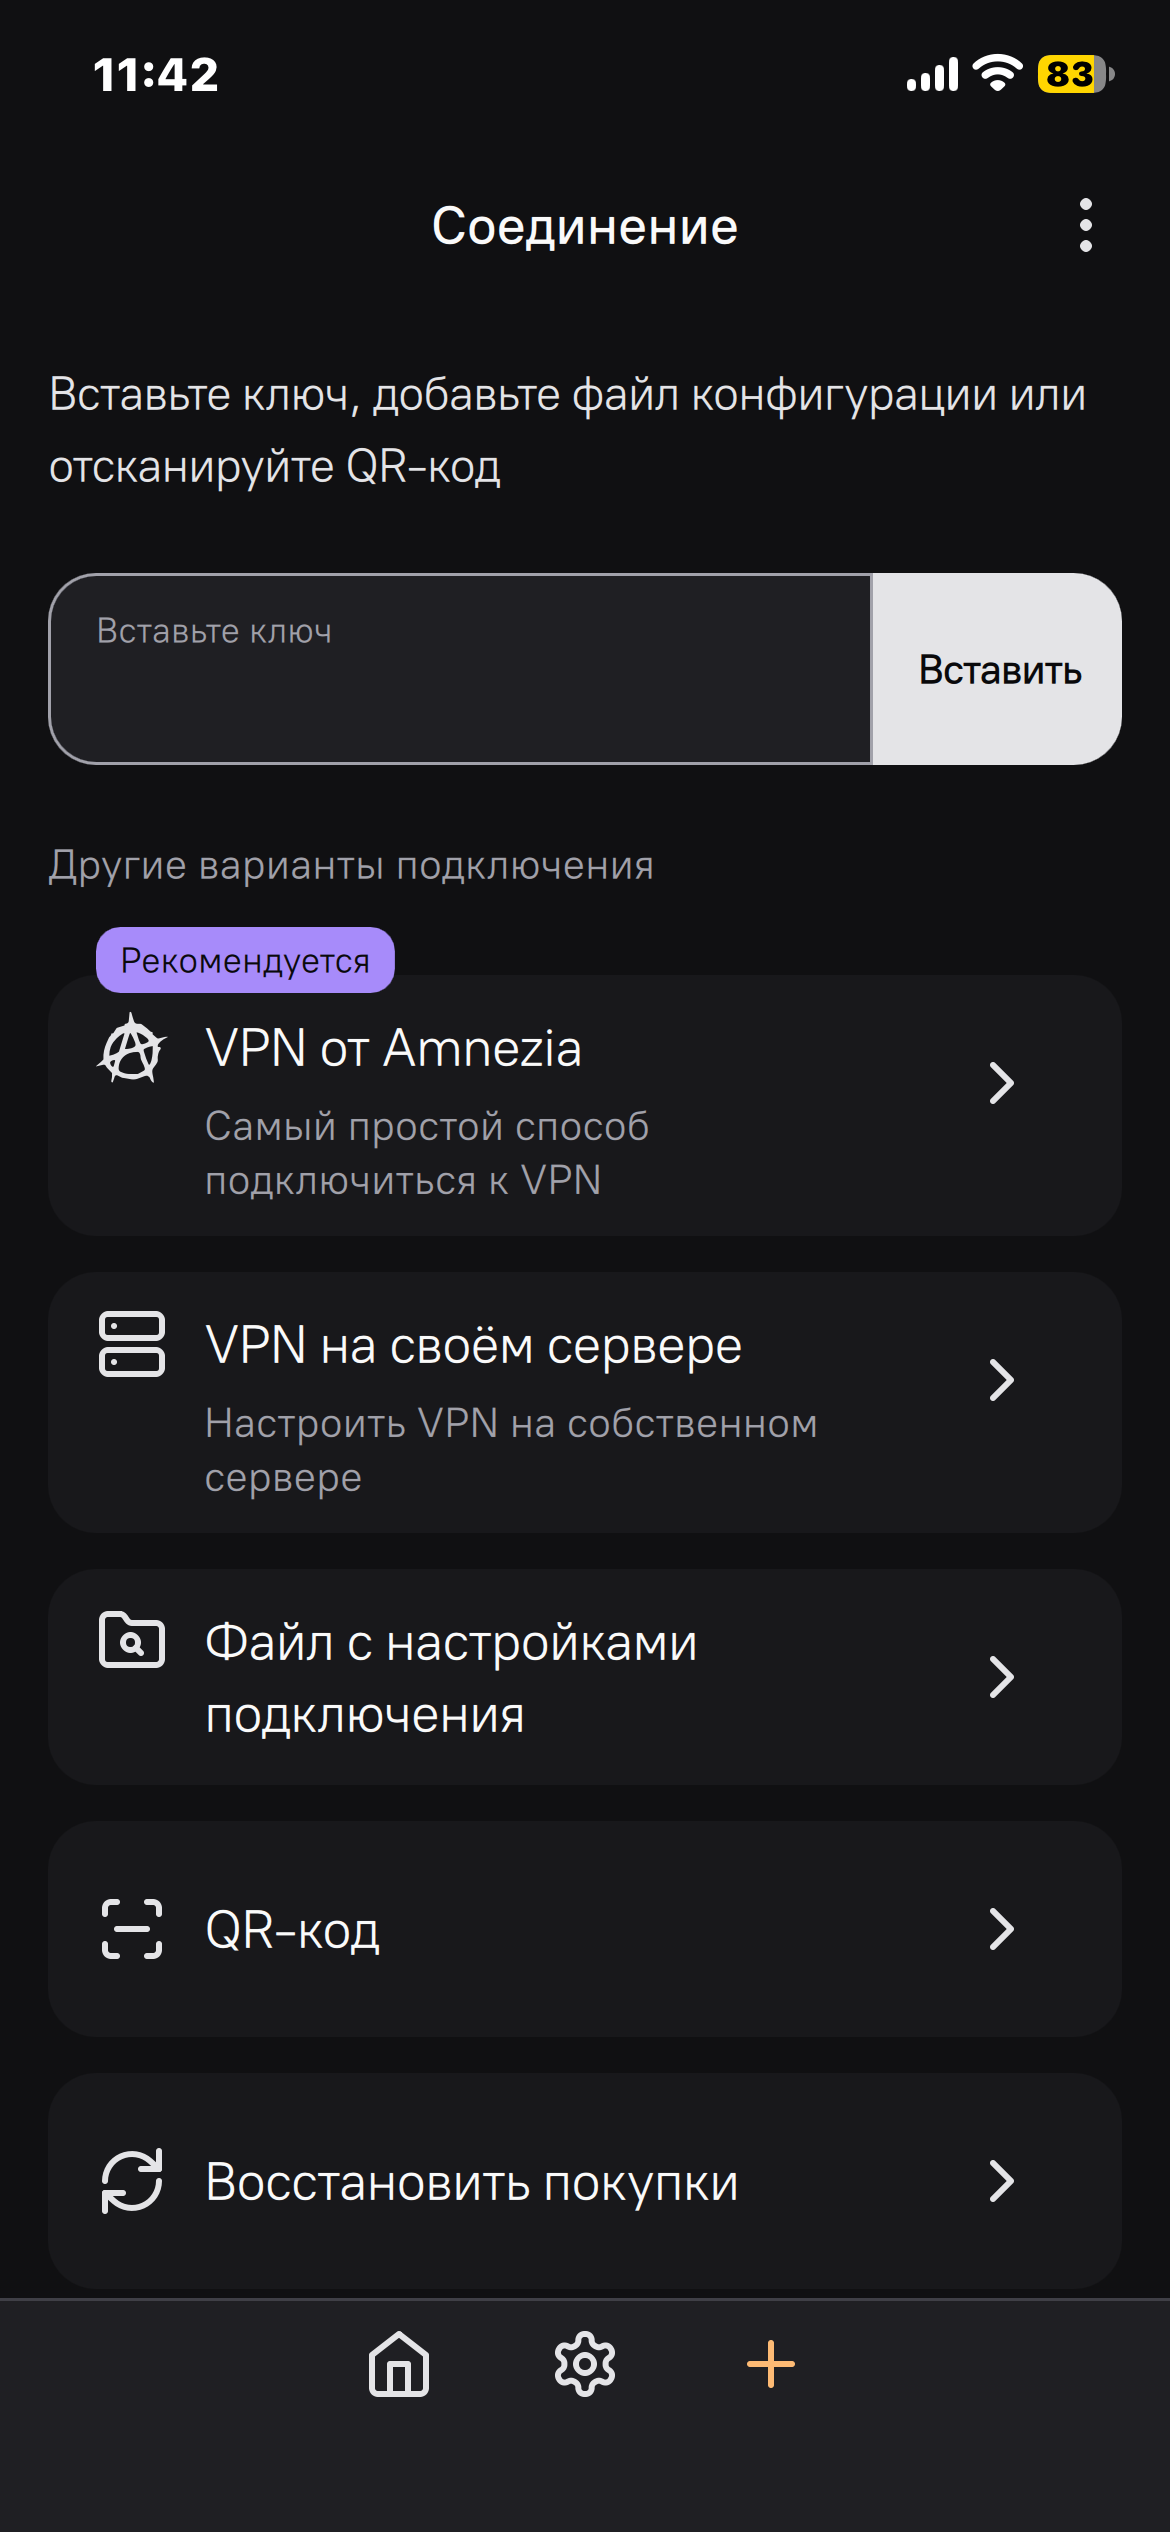 11:42
83
Соединение
Вставьте ключ, добавьте файл конфигурации или
отсканируйте QR-код
Вставьте ключ
Вставить
Другие варианты подключения
Рекомендуется
VPN от Amnezia
Самый простой способ
подключиться к VPN
VPN на своём сервере
Настроить VPN на собственном
сервере
Файл с настройками
подключения
QR-код
Восстановить покупки